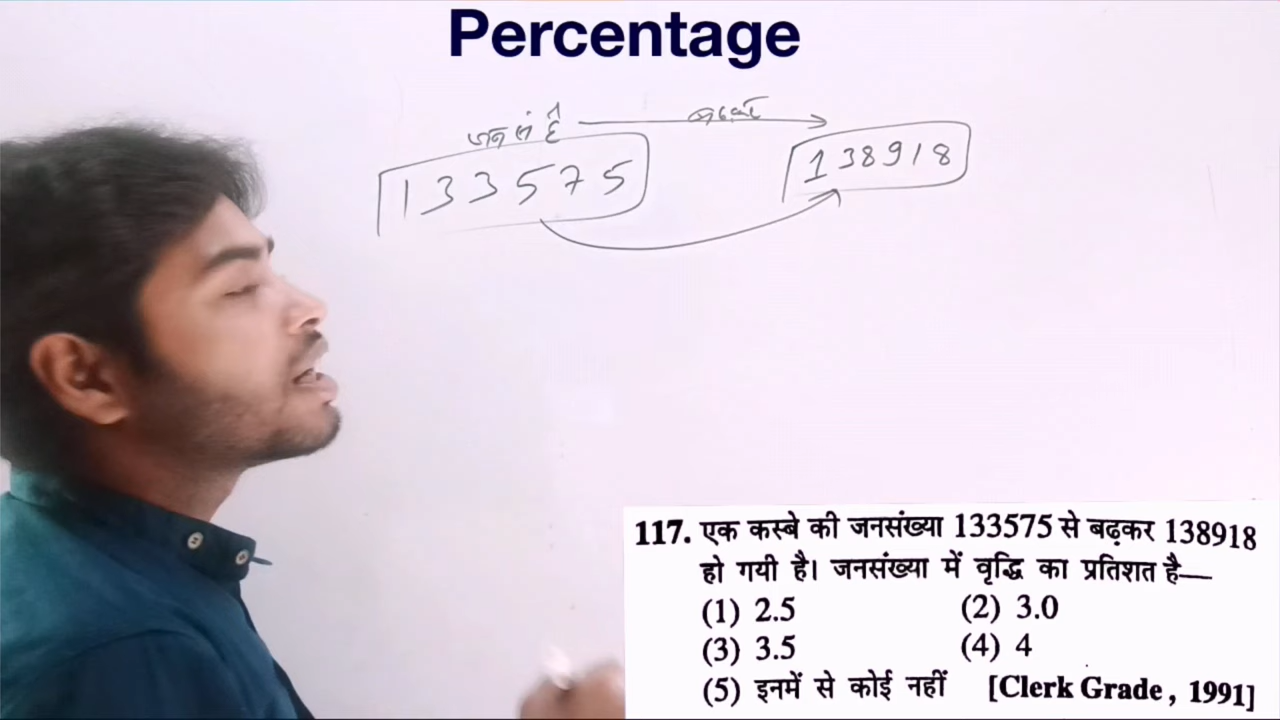 Percentage
जनसं है
133575
138918
117. एक कस्बे की जनसंख्या 133575 से बढ़कर 138918
हो गयी है। जनसंख्या में वृद्धि का प्रतिशत है—
(1) 2.5 (2) 3.0
(3) 3.5 (4) 4
(5) इनमें से कोई नहीं [Clerk Grade, 1991]